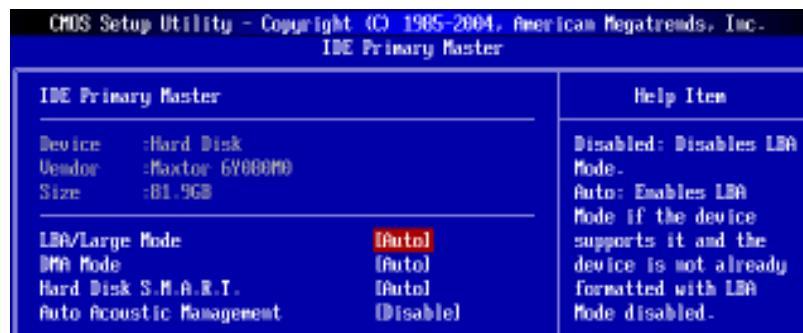 CMOS Setup Utility - Copyright (C) 1985-2004, American Megatrends, Inc.
IDE Primary Master
IDE Primary Master
Device :Hard Disk
Vendor :Maxtor 6Y080M0
Size :81.9GB
LBA/Large Mode [Auto]
DMA Mode [Auto]
Hard Disk S.M.A.R.T. [Auto]
Auto Acoustic Management [Disable]
Help Item
Disabled: Disables LBA
Mode.
Auto: Enables LBA
Mode if the device
supports it and the
device is not already
formatted with LBA
Mode disabled.